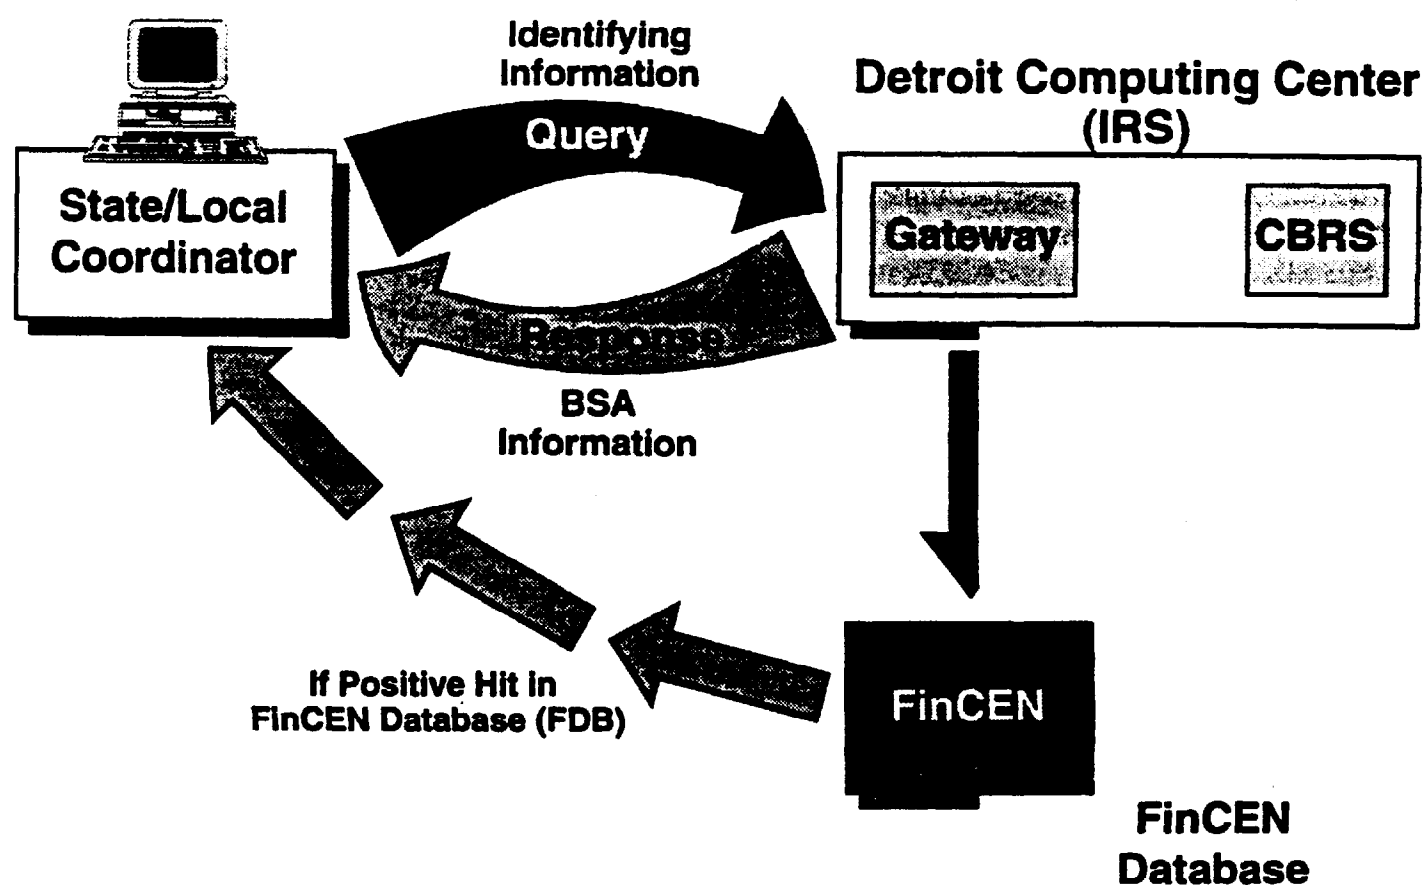 Identifying
Information
Query
Detroit Computing Center
(IRS)
State/Local
Coordinator
Gateway
CBRS
Response
BSA
Information
If Positive Hit in
FinCEN Database (FDB)
FinCEN
FinCEN
Database